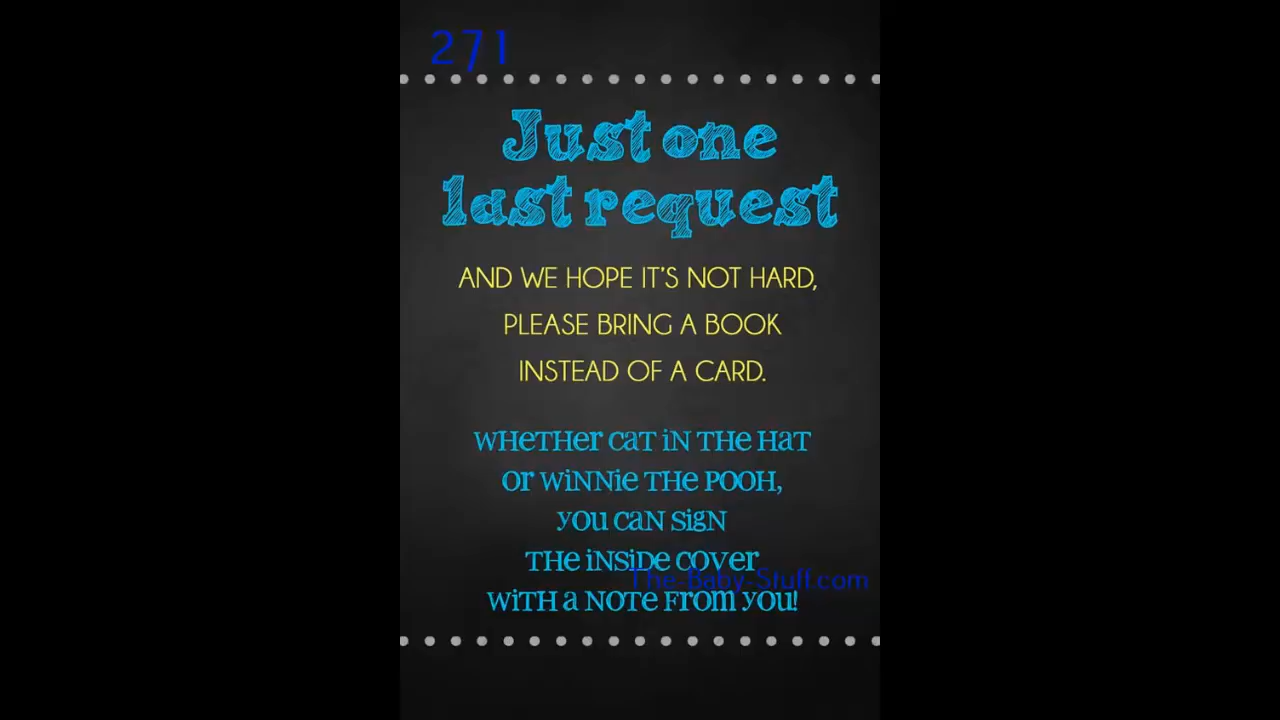 271
Just one
last request
AND WE HOPE IT'S NOT HARD,
PLEASE BRING A BOOK
INSTEAD OF A CARD.
WHETHER CAT IN THE HAT
OR WINNIE THE POOH,
YOU CAN SIGN
THE INSIDE COVER
The-Baby-Stuff.com
WITH A NOTE FROM YOU!